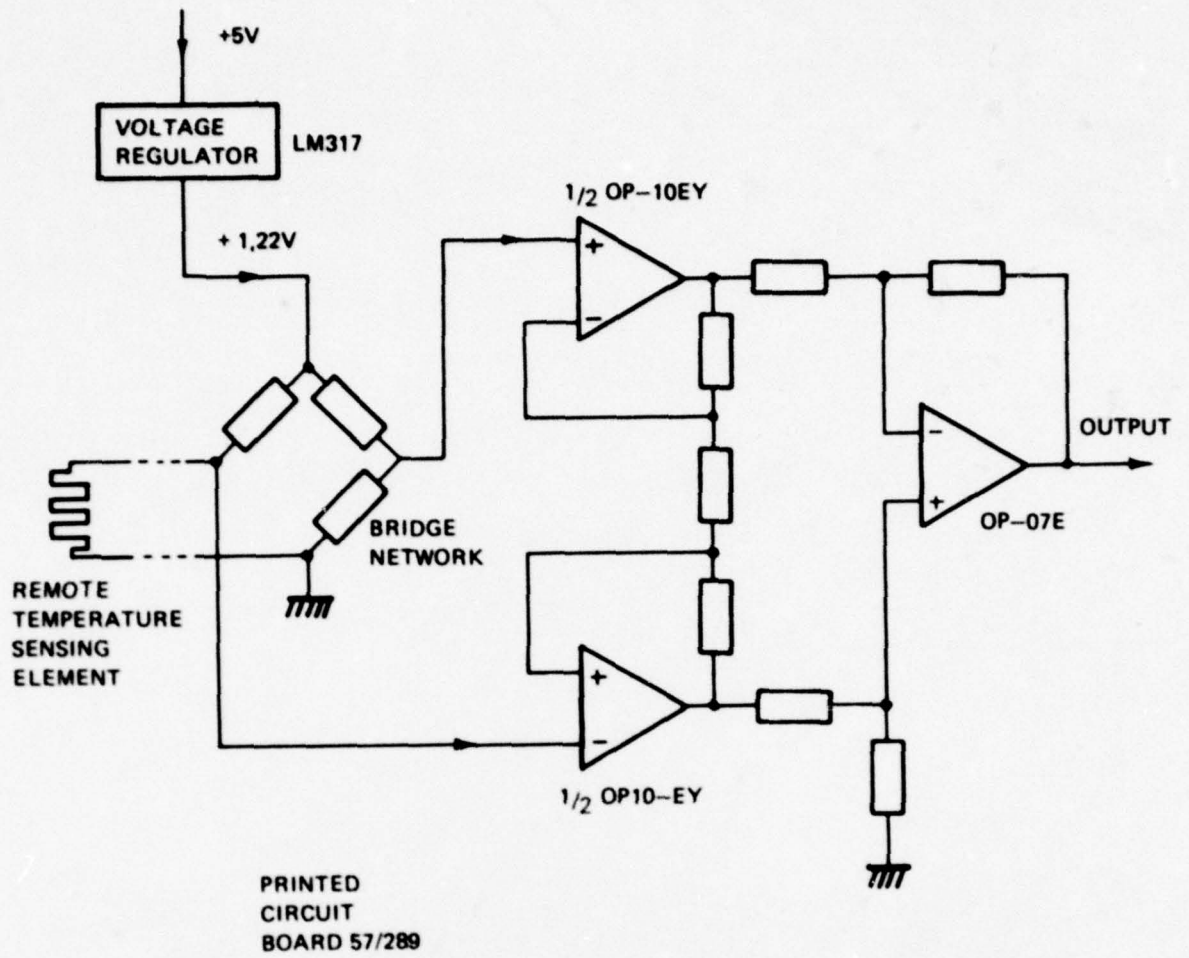 +5V
VOLTAGE
REGULATOR
LM317
+ 1,22V
1/2 OP-10EY
+
-
-
+
OUTPUT
OP-07E
BRIDGE
NETWORK
REMOTE
TEMPERATURE
SENSING
ELEMENT
+
-
1/2 OP10-EY
PRINTED
CIRCUIT
BOARD 57/289